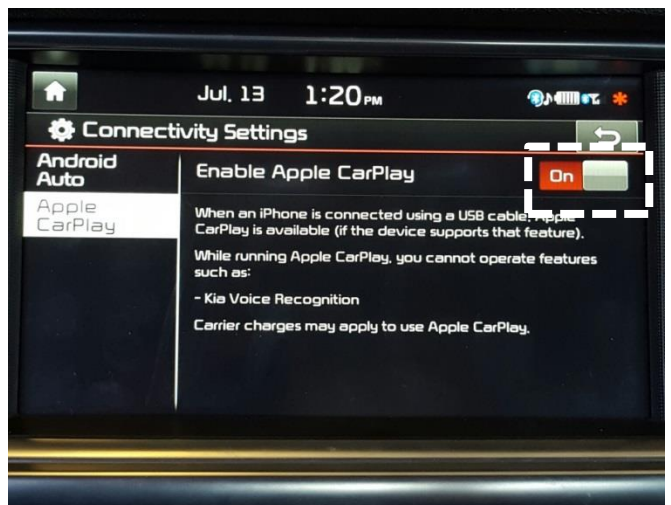 Jul. 13 1:20 PM
Connectivity Settings
Android
Auto
Enable Apple CarPlay
On
Apple
CarPlay
When an iPhone is connected using a USB cable, Apple
CarPlay is available (if the device supports that feature).
While running Apple CarPlay, you cannot operate features
such as:
- Kia Voice Recognition
Carrier charges may apply to use Apple CarPlay.